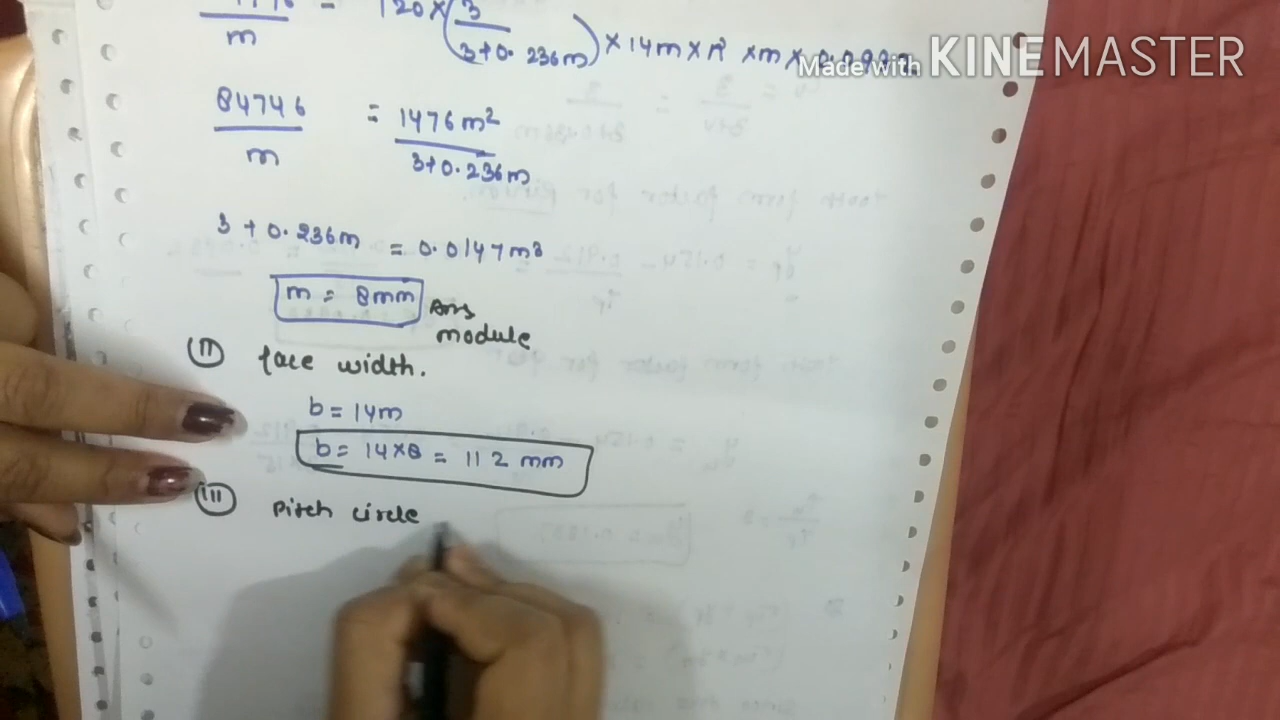 m = 120×(3/3+0.236m)×14m×π×m×
Made with KINEMASTER
84746/m = 1476m²/3+0.236m
3+0.236m = 0.0147m³
m = 8mm Ans
module
(II) face width.
b = 14m
b = 14×8 = 112 mm
(III) Pitch circle